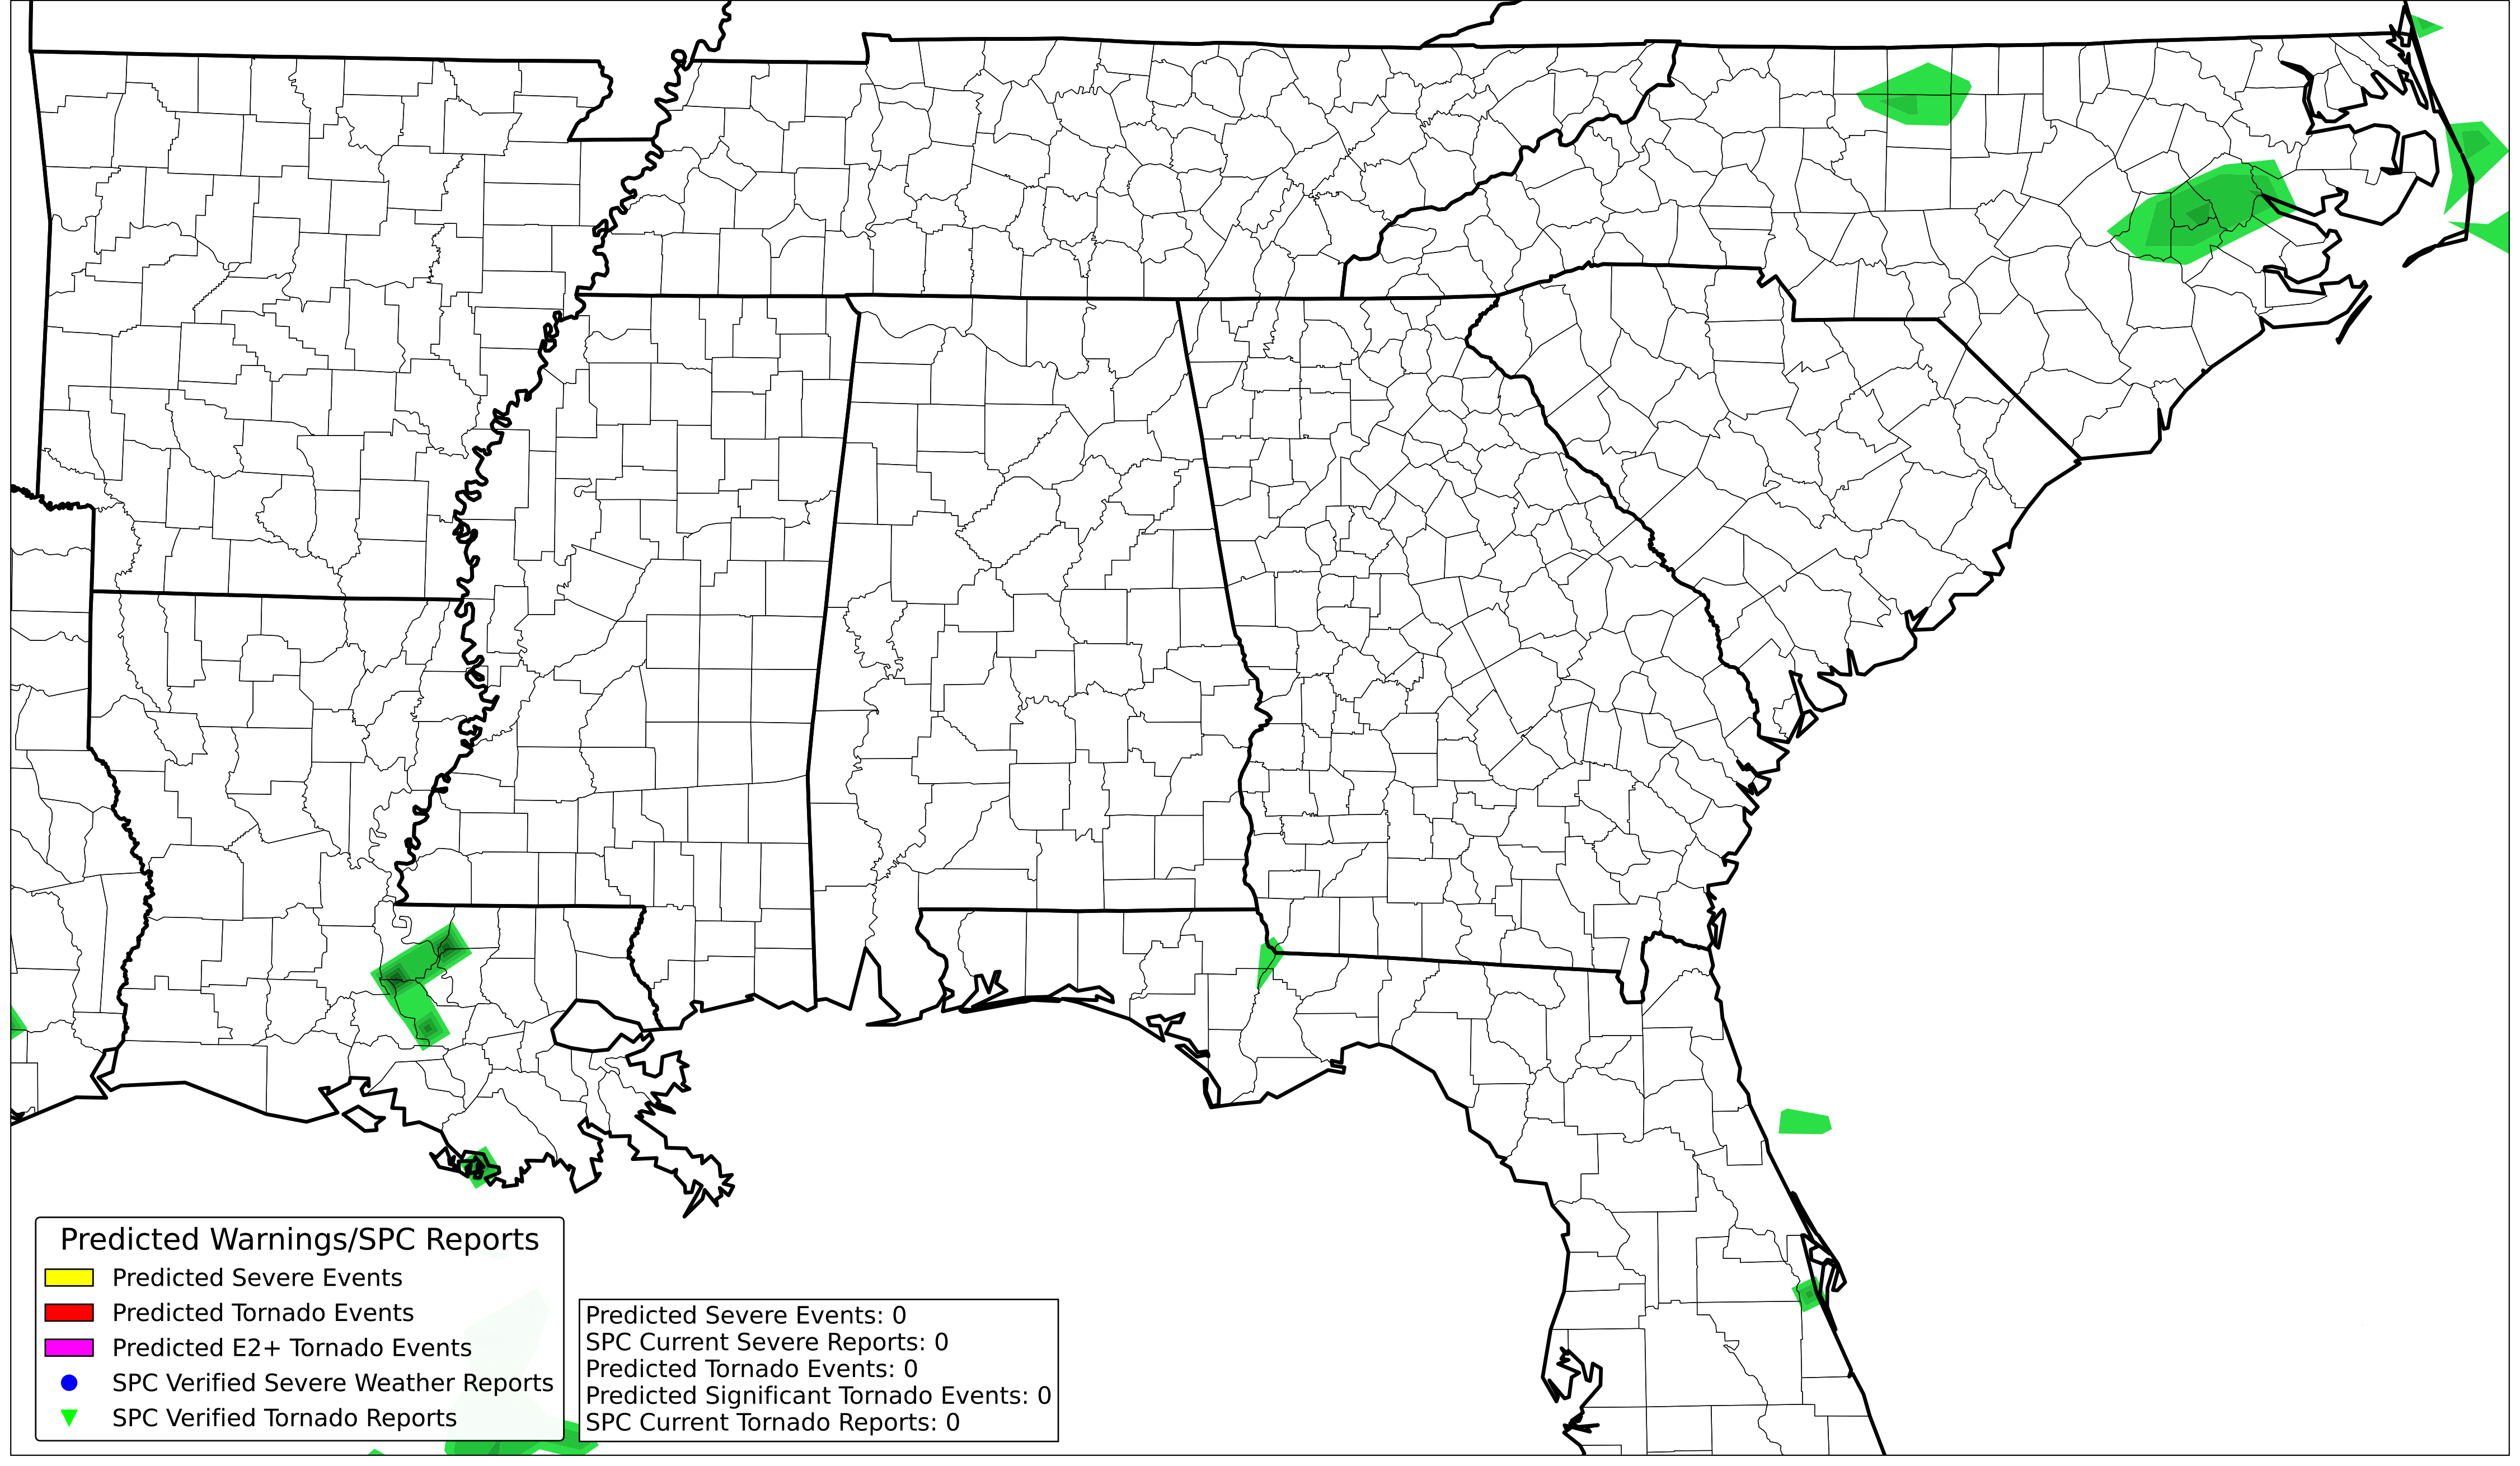 Predicted Warnings/SPC Reports
Predicted Severe Events
Predicted Tornado Events
Predicted E2+ Tornado Events
SPC Verified Severe Weather Reports
SPC Verified Tornado Reports
Predicted Severe Events: 0
SPC Current Severe Reports: 0
Predicted Tornado Events: 0
Predicted Significant Tornado Events: 0
SPC Current Tornado Reports: 0